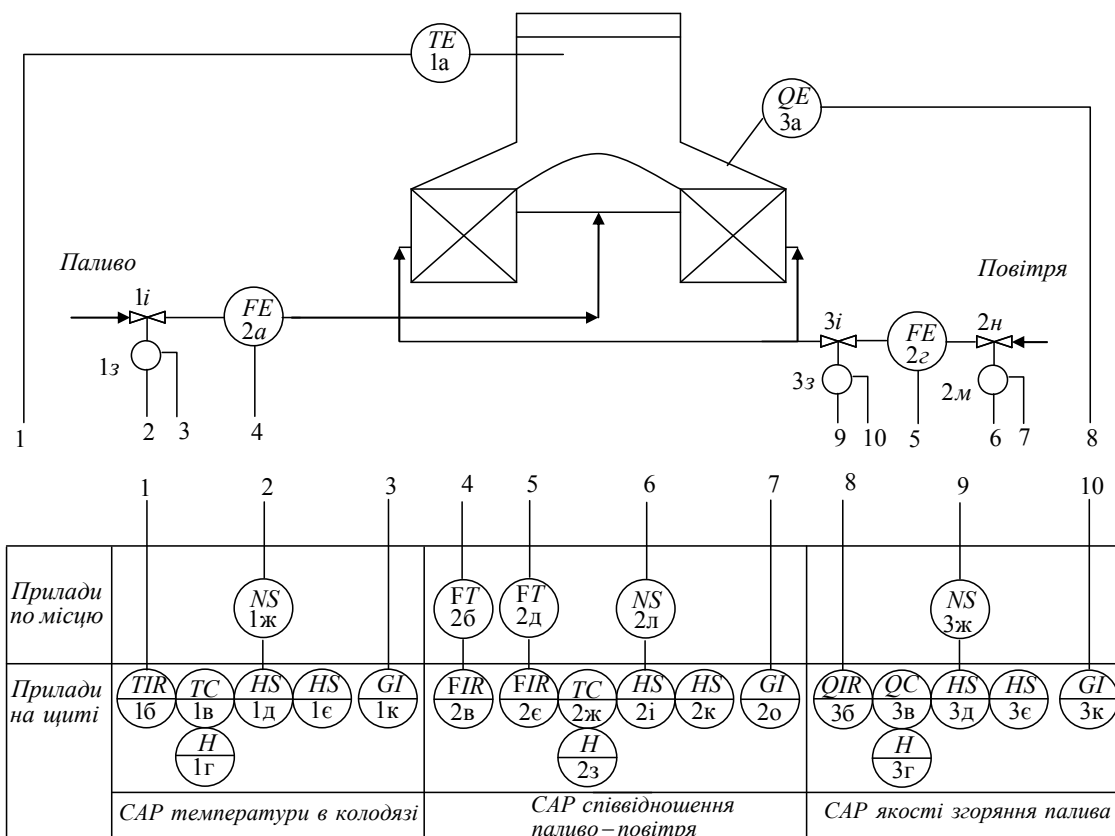 TE
1а
QE
3а
Паливо
Повітря
1і
FE
2а
3і
FE
2г
2н
1з
3з
2м
1
2
3
4
9
10
5
6
7
8
1
2
3
4
5
6
7
8
9
10
Прилади
по місцю
NS
1ж
FT
2б
FT
2д
NS
2л
NS
3ж
Прилади
на щиті
TIR
1б
TC
1в
HS
1д
HS
1є
GI
1к
FIR
2в
FIR
2є
TC
2ж
HS
2і
HS
2к
GI
2о
QIR
3б
QC
3в
HS
3д
HS
3є
GI
3к
H
1г
H
2з
H
3г
САР температури в колодязі
САР співвідношення
паливо–повітря
САР якості згоряння палива